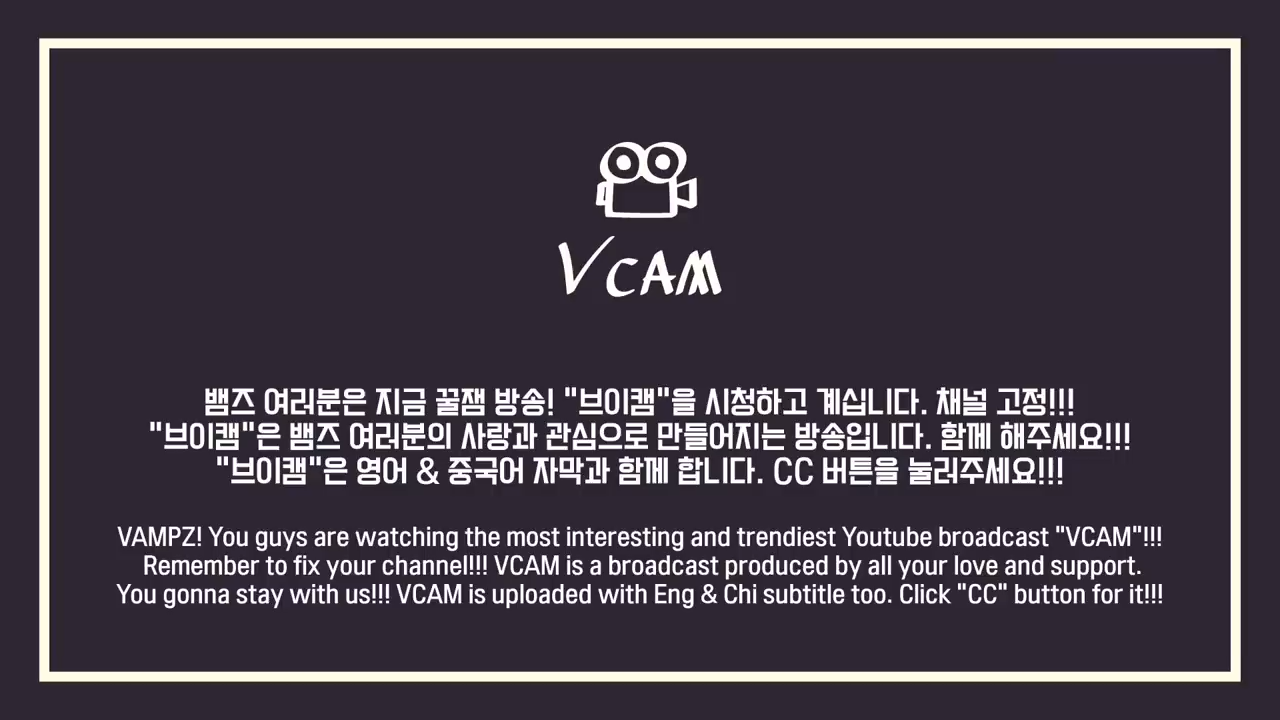 VCAM
뱀즈 여러분은 지금 꿀잼 방송! "브이캠"을 시청하고 계십니다. 채널 고정!!!
"브이캠"은 뱀즈 여러분의 사랑과 관심으로 만들어지는 방송입니다. 함께 해주세요!!!
"브이캠"은 영어 & 중국어 자막과 함께 합니다. CC 버튼을 눌러주세요!!!
VAMPZ! You guys are watching the most interesting and trendiest Youtube broadcast "VCAM"!!!
Remember to fix your channel!!! VCAM is a broadcast produced by all your love and support.
You gonna stay with us!!! VCAM is uploaded with Eng & Chi subtitle too. Click "CC" button for it!!!